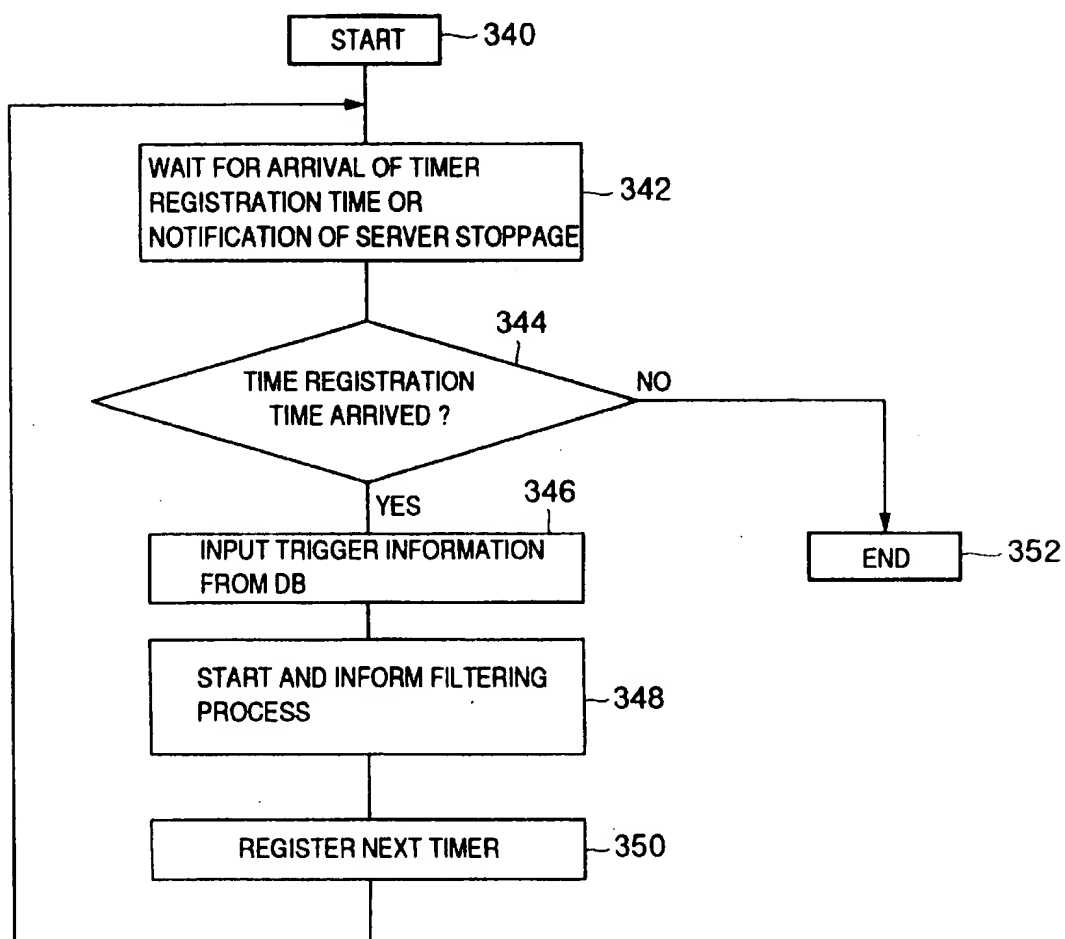 START
340
WAIT FOR ARRIVAL OF TIMER
REGISTRATION TIME OR
NOTIFICATION OF SERVER STOPPAGE
342
344
TIME REGISTRATION
TIME ARRIVED ?
NO
YES
346
INPUT TRIGGER INFORMATION
FROM DB
END
352
START AND INFORM FILTERING
PROCESS
348
REGISTER NEXT TIMER
350